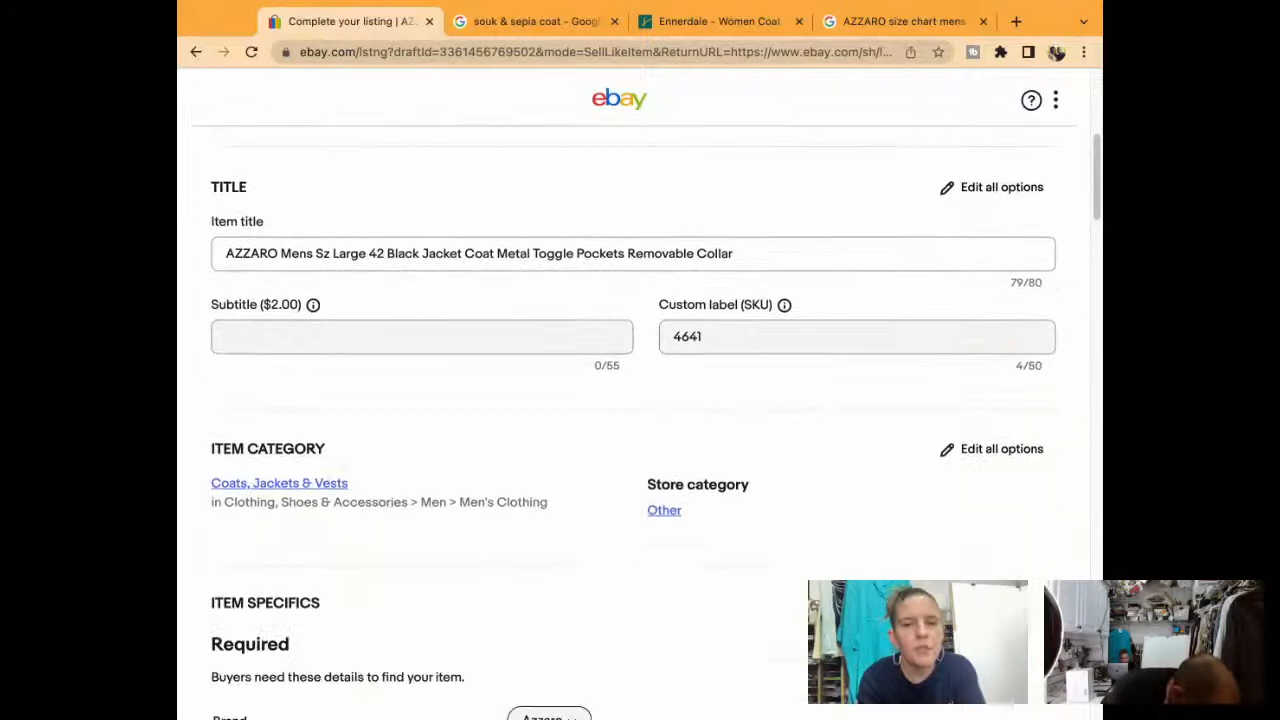 Complete your listing | AZ
souk & sepia coat - Goog
Ennerdale - Women Coat
AZZARO size chart mens
ebay.com/lstng?draftId=3361456769502&mode=SellLikeItem&ReturnURL=https://www.ebay.com/sh/l...
ebay
TITLE
Edit all options
Item title
AZZARO Mens Sz Large 42 Black Jacket Coat Metal Toggle Pockets Removable Collar
79/80
Subtitle ($2.00)
Custom label (SKU)
4641
0/55
4/50
ITEM CATEGORY
Edit all options
Coats, Jackets & Vests
in Clothing, Shoes & Accessories > Men > Men's Clothing
Store category
Other
ITEM SPECIFICS
Required
Buyers need these details to find your item.
Brand
Azzaro